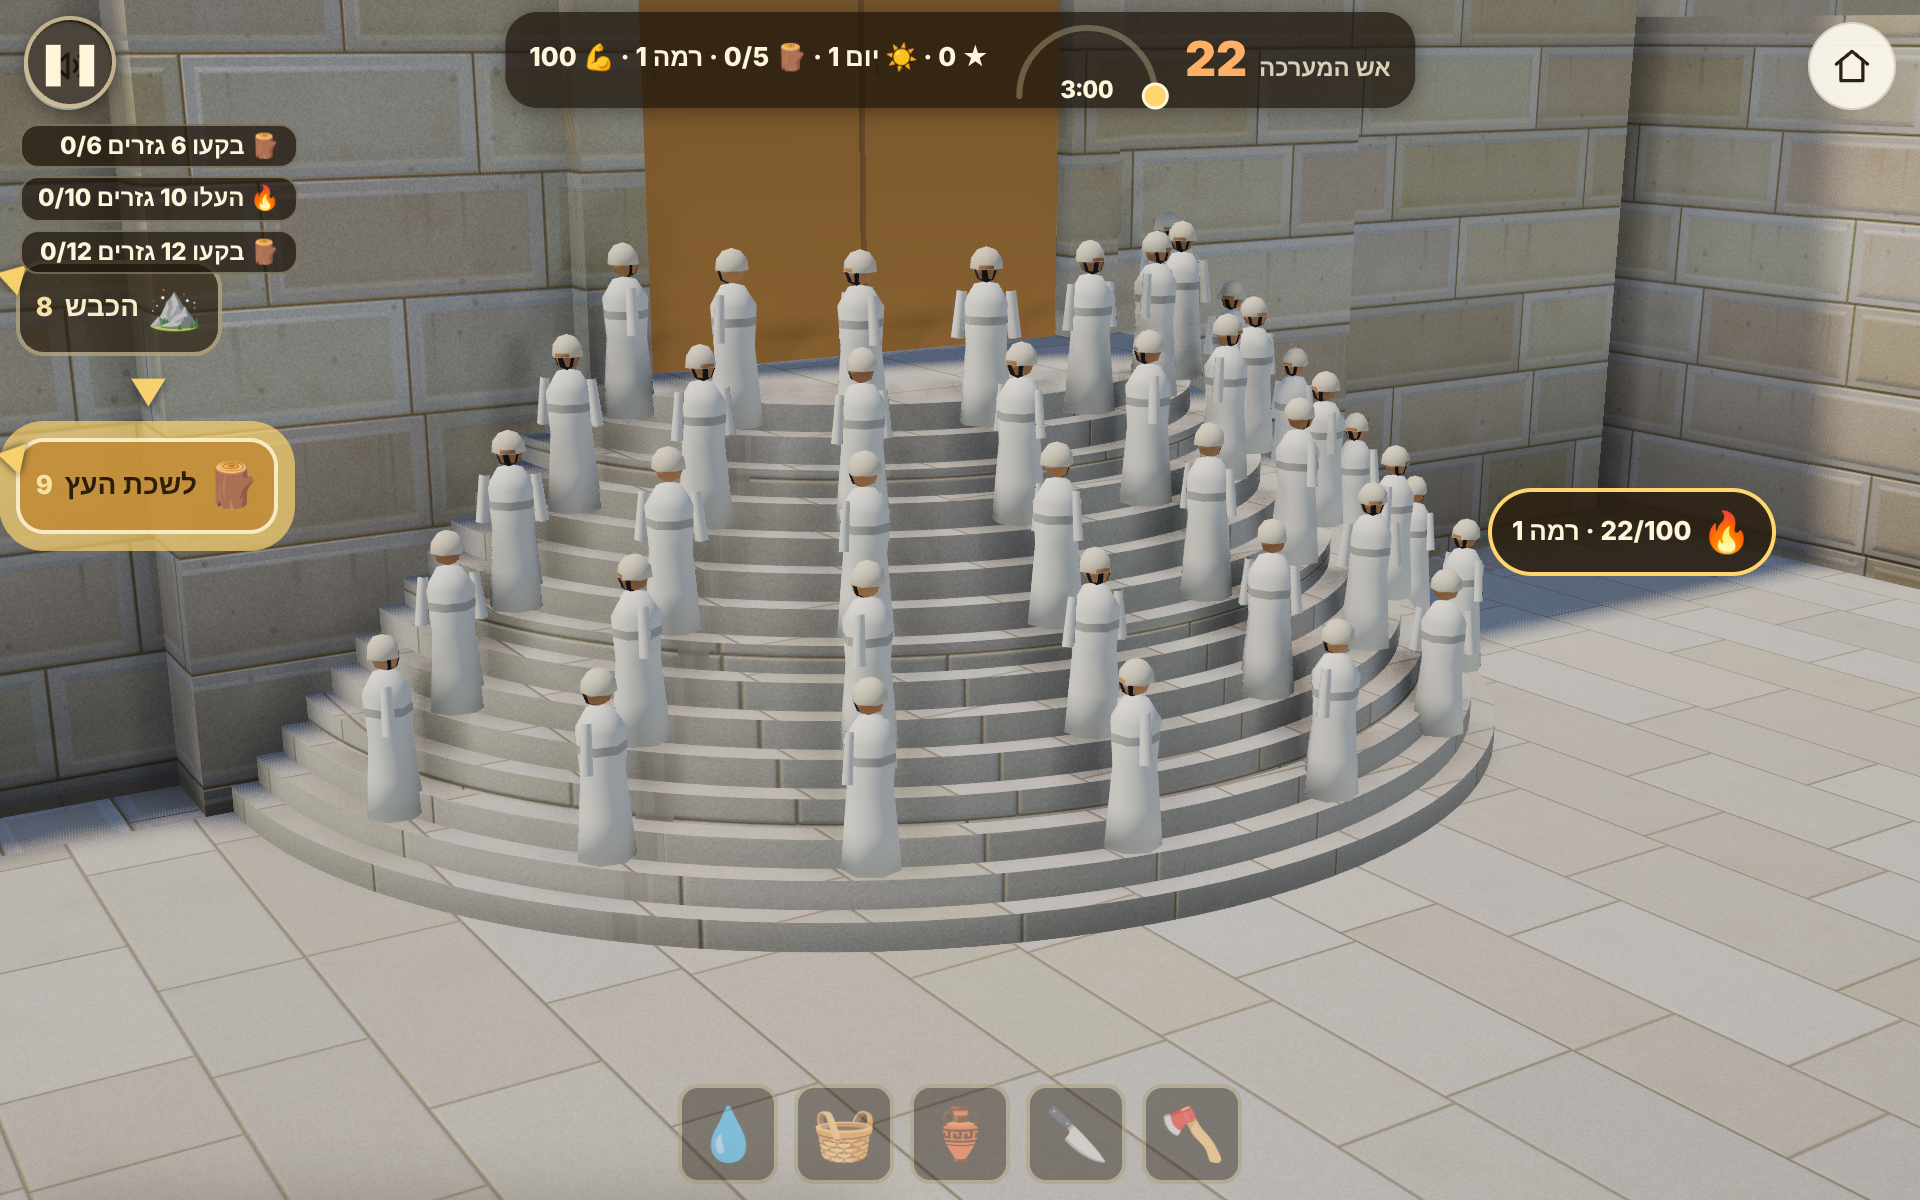 אש המערכה 22
3:00
★ 0 · ☀️ יום 1 · 🪵 0/5 · רמה 1 · 💪 100
🪵 בקעו 6 גזרים 0/6
🔥 העלו 10 גזרים 0/10
🪵 בקעו 12 גזרים 0/12
הכבש 8
לשכת העץ 9
🔥 22/100 · רמה 1